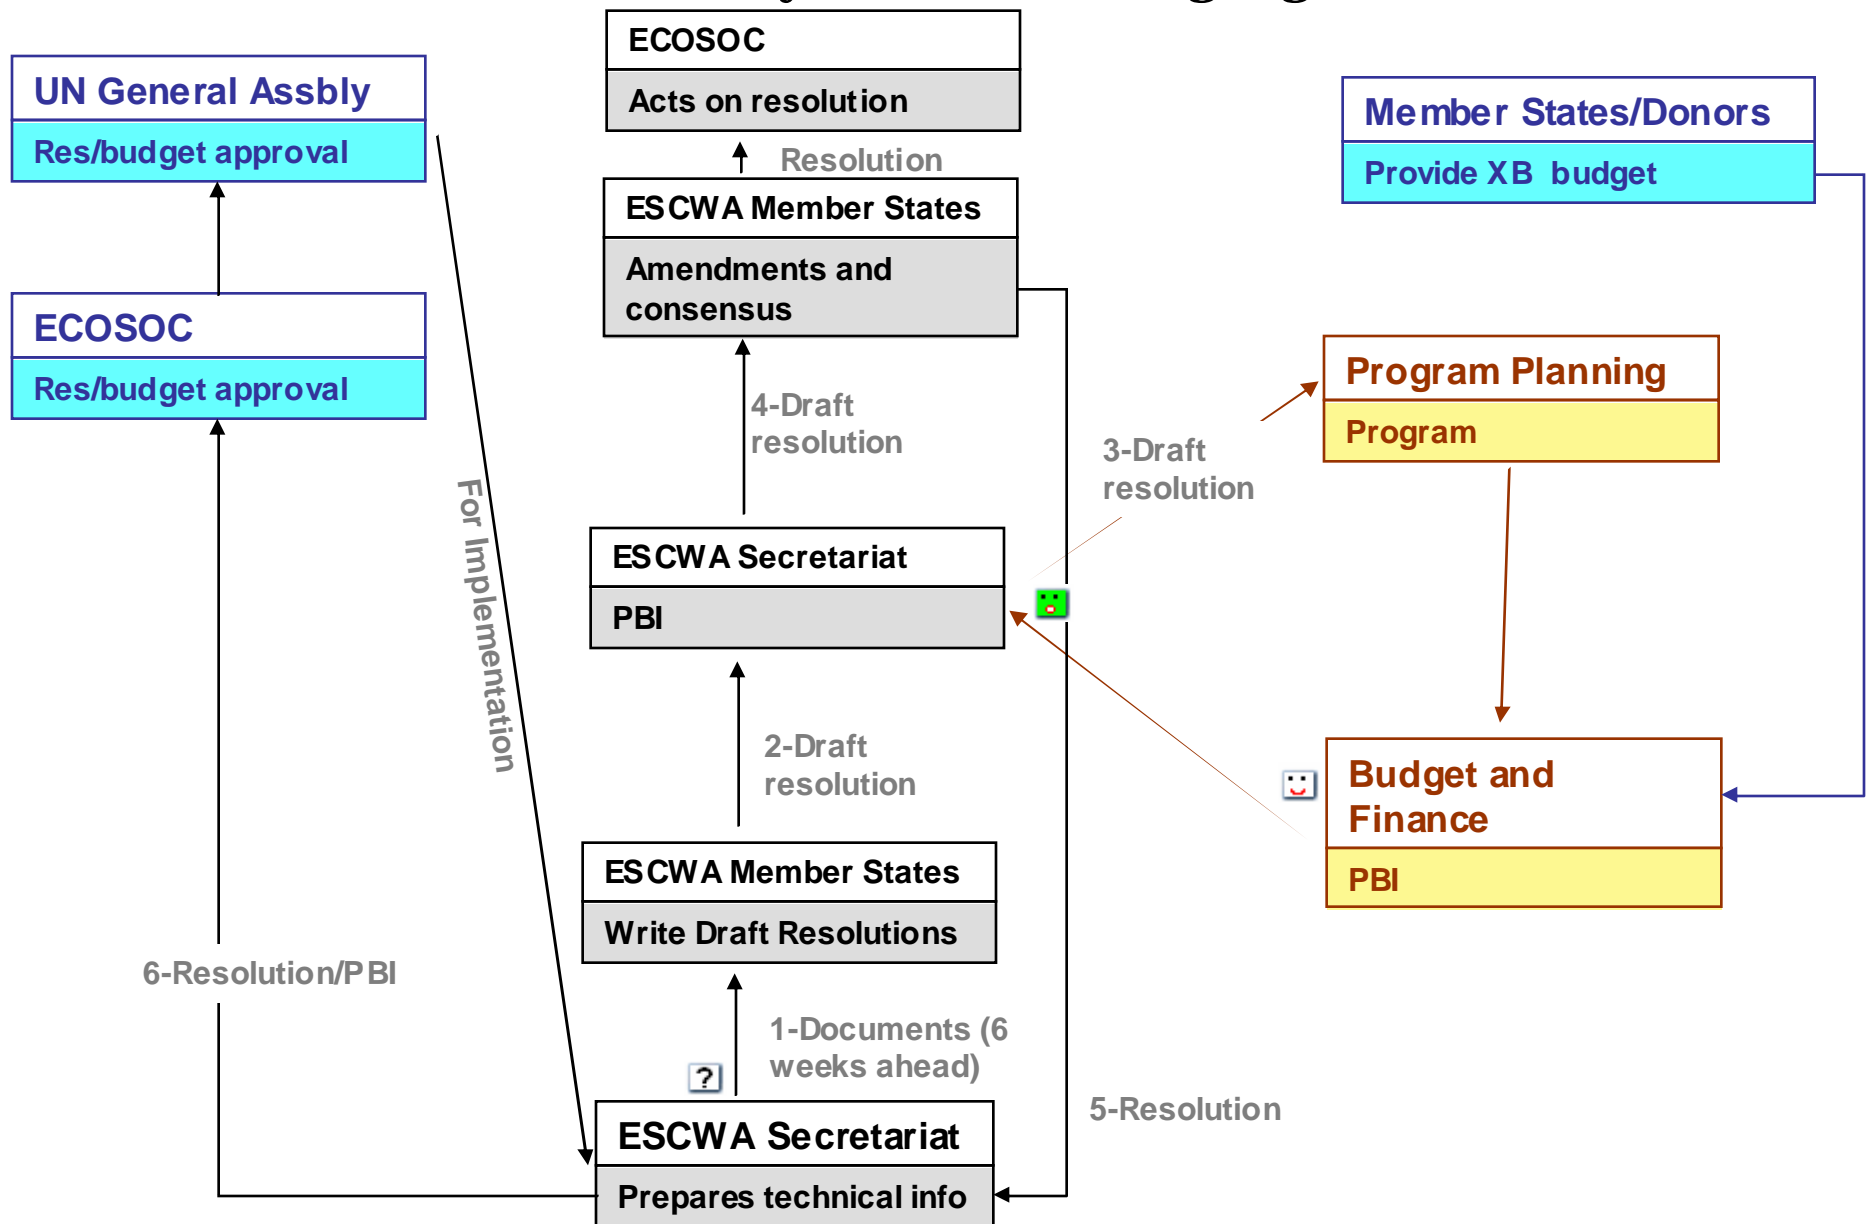 ECOSOC
Acts on resolution
UN General Assbly
Res/budget approval
Member States/Donors
Provide XB budget
Resolution
ESCWA Member States
Amendments and
consensus
ECOSOC
Res/budget approval
Program Planning
Program
4-Draft
resolution
3-Draft
resolution
For Implementation
ESCWA Secretariat
PBI
2-Draft
resolution
Budget and
Finance
PBI
ESCWA Member States
Write Draft Resolutions
6-Resolution/PBI
1-Documents (6
weeks ahead)
?
5-Resolution
ESCWA Secretariat
Prepares technical info